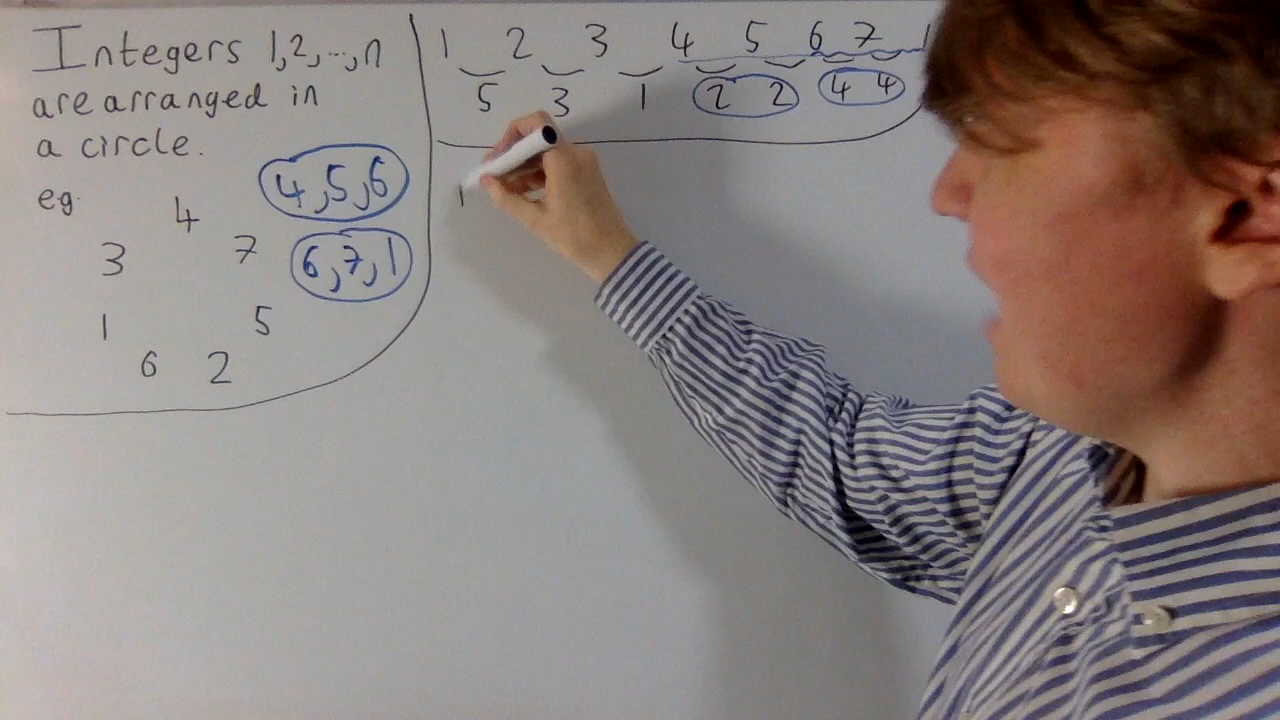 Integers 1,2,...,n
are arranged in
a circle.
eg.
4
3
7
1
5
6 2
4,5,6
6,7,1
1 2 3 4 5 6 7 1
5 3 1 2 2 4 4
1